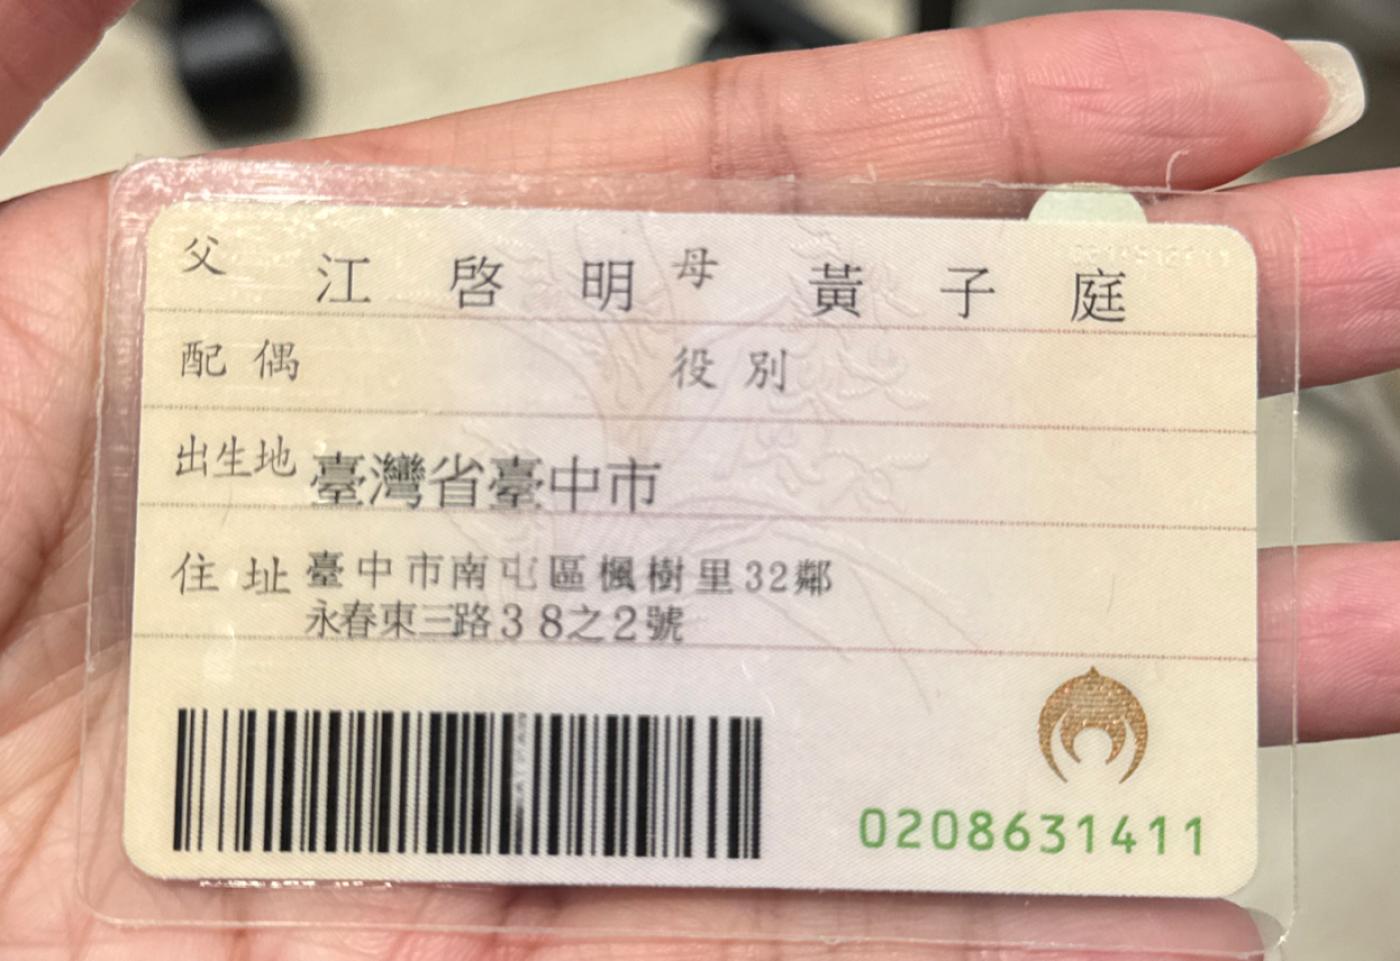 父 江啓明 母 黃子庭
配偶 役別
出生地 臺灣省臺中市
住址 臺中市南屯區楓樹里32鄰
永春東三路38之2號
0208631411